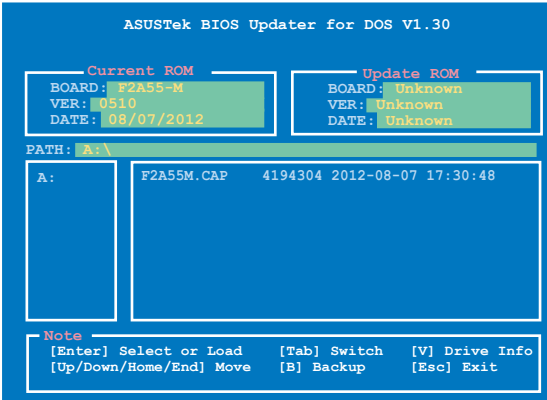 ASUSTek BIOS Updater for DOS V1.30
Current ROM
BOARD: F2A55-M
VER: 0510
DATE: 08/07/2012
Update ROM
BOARD: Unknown
VER: Unknown
DATE: Unknown
PATH: A:\
A:
F2A55M.CAP 4194304 2012-08-07 17:30:48
Note
[Enter] Select or Load [Tab] Switch [V] Drive Info
[Up/Down/Home/End] Move [B] Backup [Esc] Exit